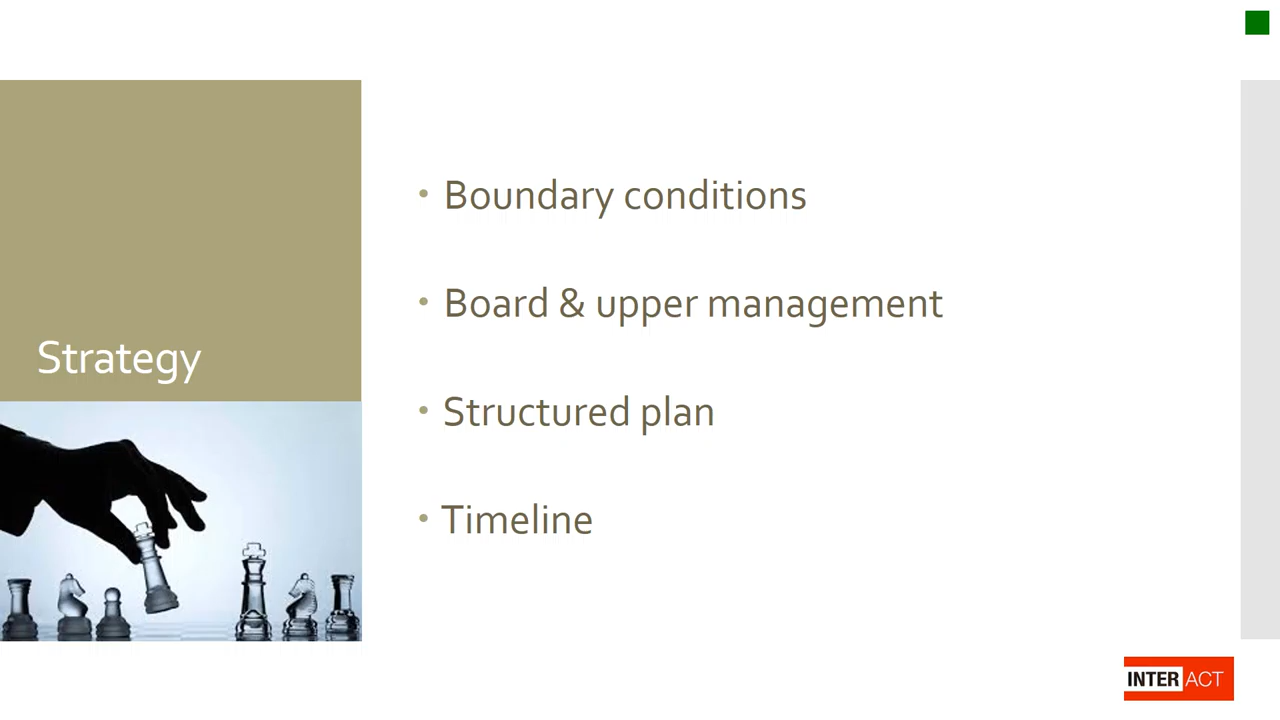 Strategy
• Boundary conditions
• Board & upper management
• Structured plan
• Timeline
INTERACT